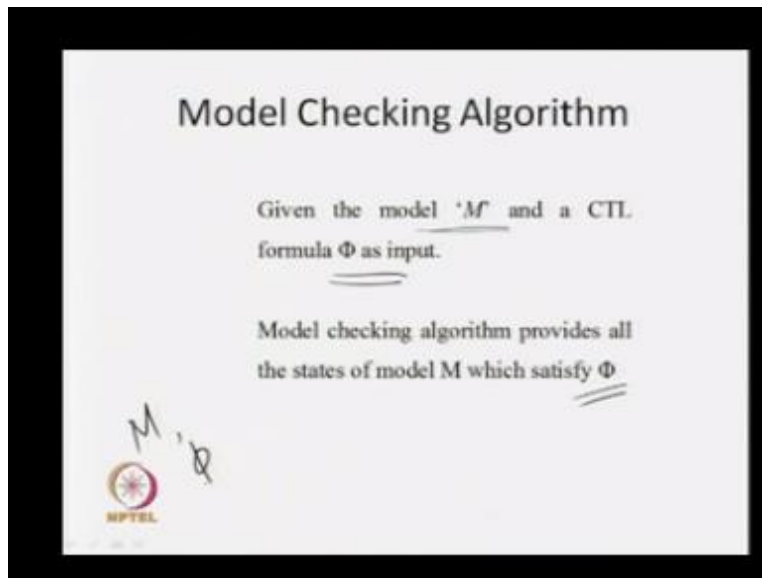 Model Checking Algorithm
Given the model ‘M’ and a CTL
formula Φ as input.
Model checking algorithm provides all
the states of model M which satisfy Φ
M, Φ
NPTEL